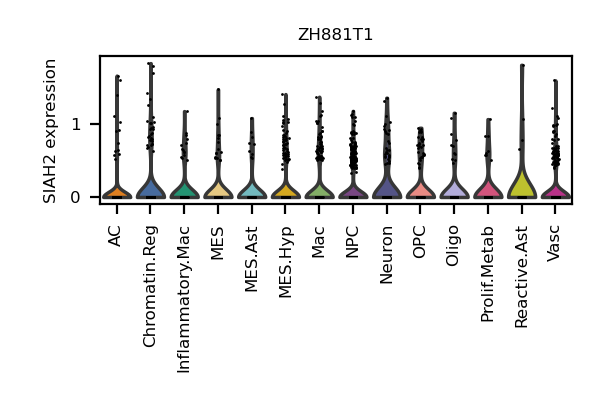 ZH881T1
SIAH2 expression
1
0
AC
Chromatin.Reg
Inflammatory.Mac
MES
MES.Ast
MES.Hyp
Mac
NPC
Neuron
OPC
Oligo
Prolif.Metab
Reactive.Ast
Vasc